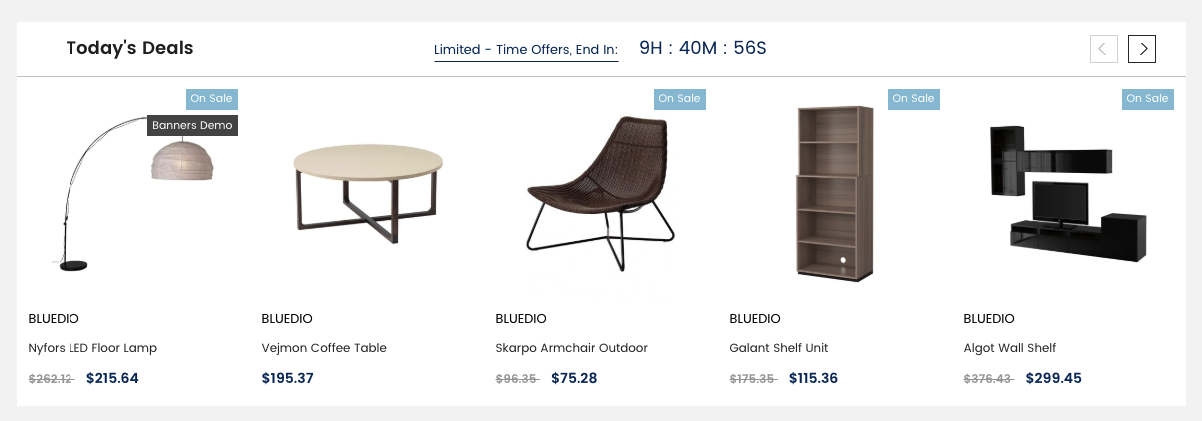 Today's Deals
Limited - Time Offers, End In:
9H : 40M : 56S
On Sale
Banners Demo
BLUEDIO
Nyfors LED Floor Lamp
$262.12 $215.64
BLUEDIO
Vejmon Coffee Table
$195.37
On Sale
BLUEDIO
Skarpo Armchair Outdoor
$96.35 $75.28
On Sale
BLUEDIO
Galant Shelf Unit
$175.35 $115.36
On Sale
BLUEDIO
Algot Wall Shelf
$376.43 $299.45